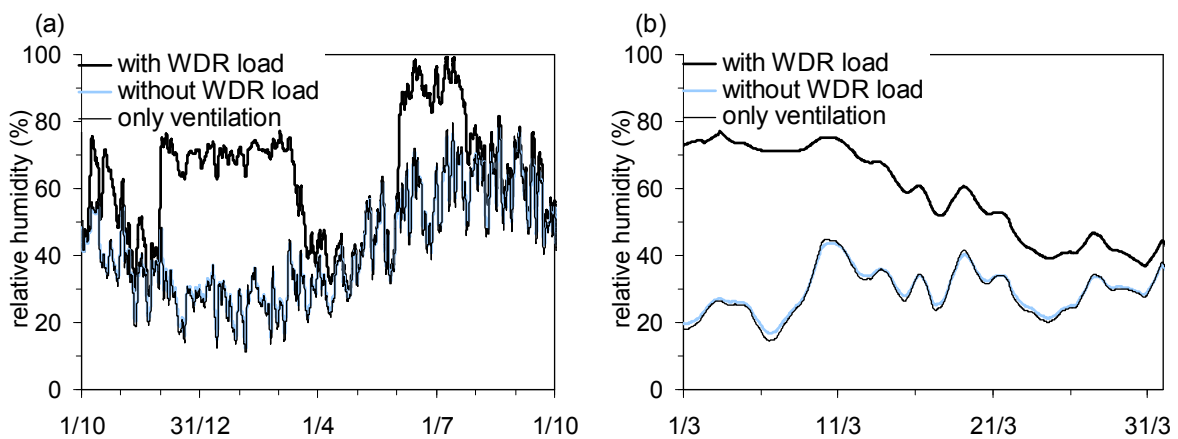 (a)
100
80
60
40
20
0
relative humidity (%)
with WDR load
without WDR load
only ventilation
1/10 31/12 1/4 1/7 1/10
(b)
100
80
60
40
20
0
relative humidity (%)
with WDR load
without WDR load
only ventilation
1/3 11/3 21/3 31/3